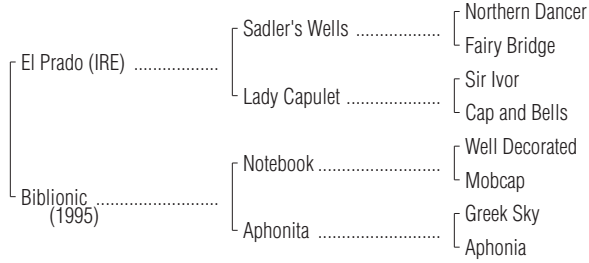 Northern Dancer
Sadler's Wells ....................
Fairy Bridge
El Prado (IRE) ....................
Sir Ivor
Lady Capulet ......................
Cap and Bells
Well Decorated
Notebook .............................
Mobcap
Biblionic .............................
(1995)
Greek Sky
Aphonita .............................
Aphonia